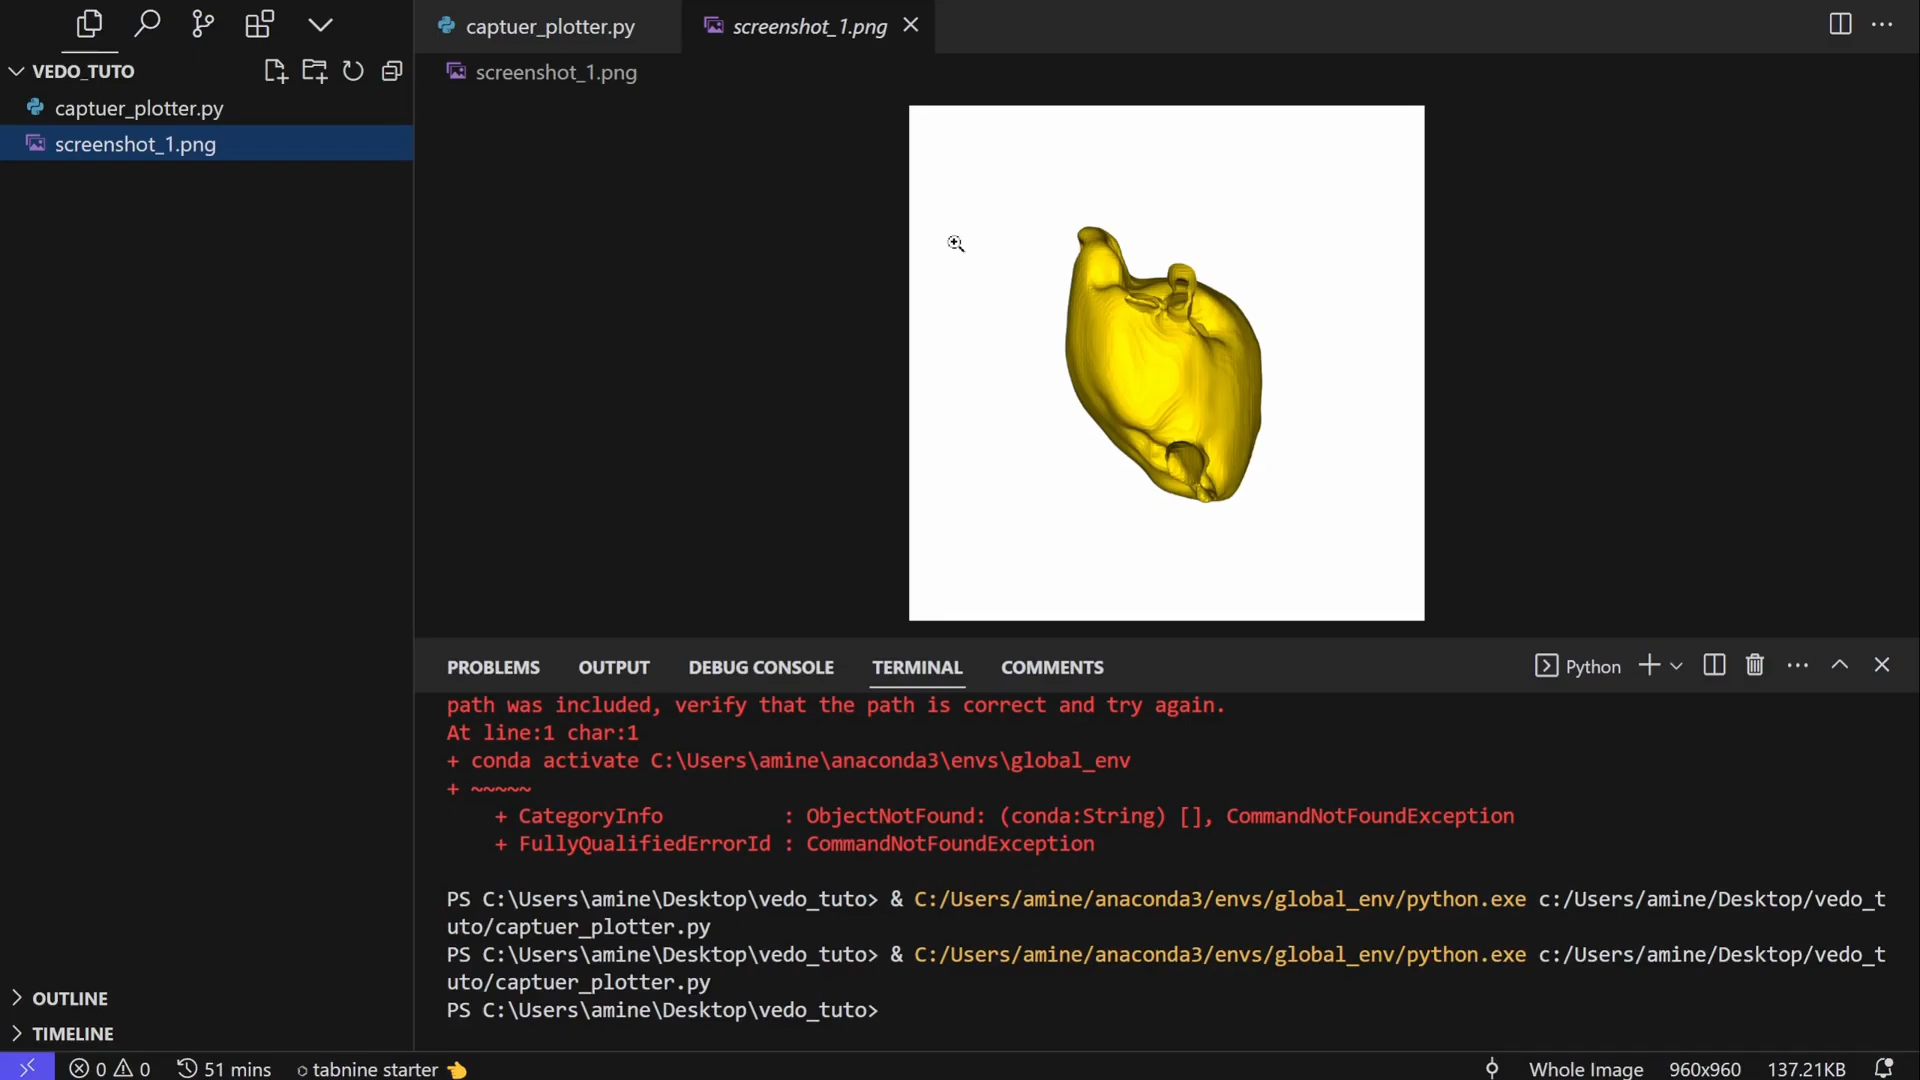 VEDO_TUTO
captuer_plotter.py
screenshot_1.png
captuer_plotter.py
screenshot_1.png
screenshot_1.png
PROBLEMS
OUTPUT
DEBUG CONSOLE
TERMINAL
COMMENTS
Python
path was included, verify that the path is correct and try again.
At line:1 char:1
+ conda activate C:\Users\amine\anaconda3\envs\global_env
+ ~~~~~
+ CategoryInfo : ObjectNotFound: (conda:String) [], CommandNotFoundException
+ FullyQualifiedErrorId : CommandNotFoundException
PS C:\Users\amine\Desktop\vedo_tuto> & C:/Users/amine/anaconda3/envs/global_env/python.exe c:/Users/amine/Desktop/vedo_t
uto/captuer_plotter.py
PS C:\Users\amine\Desktop\vedo_tuto> & C:/Users/amine/anaconda3/envs/global_env/python.exe c:/Users/amine/Desktop/vedo_t
uto/captuer_plotter.py
PS C:\Users\amine\Desktop\vedo_tuto>
OUTLINE
TIMELINE
0
0
51 mins
tabnine starter
Whole Image
960x960
137.21KB